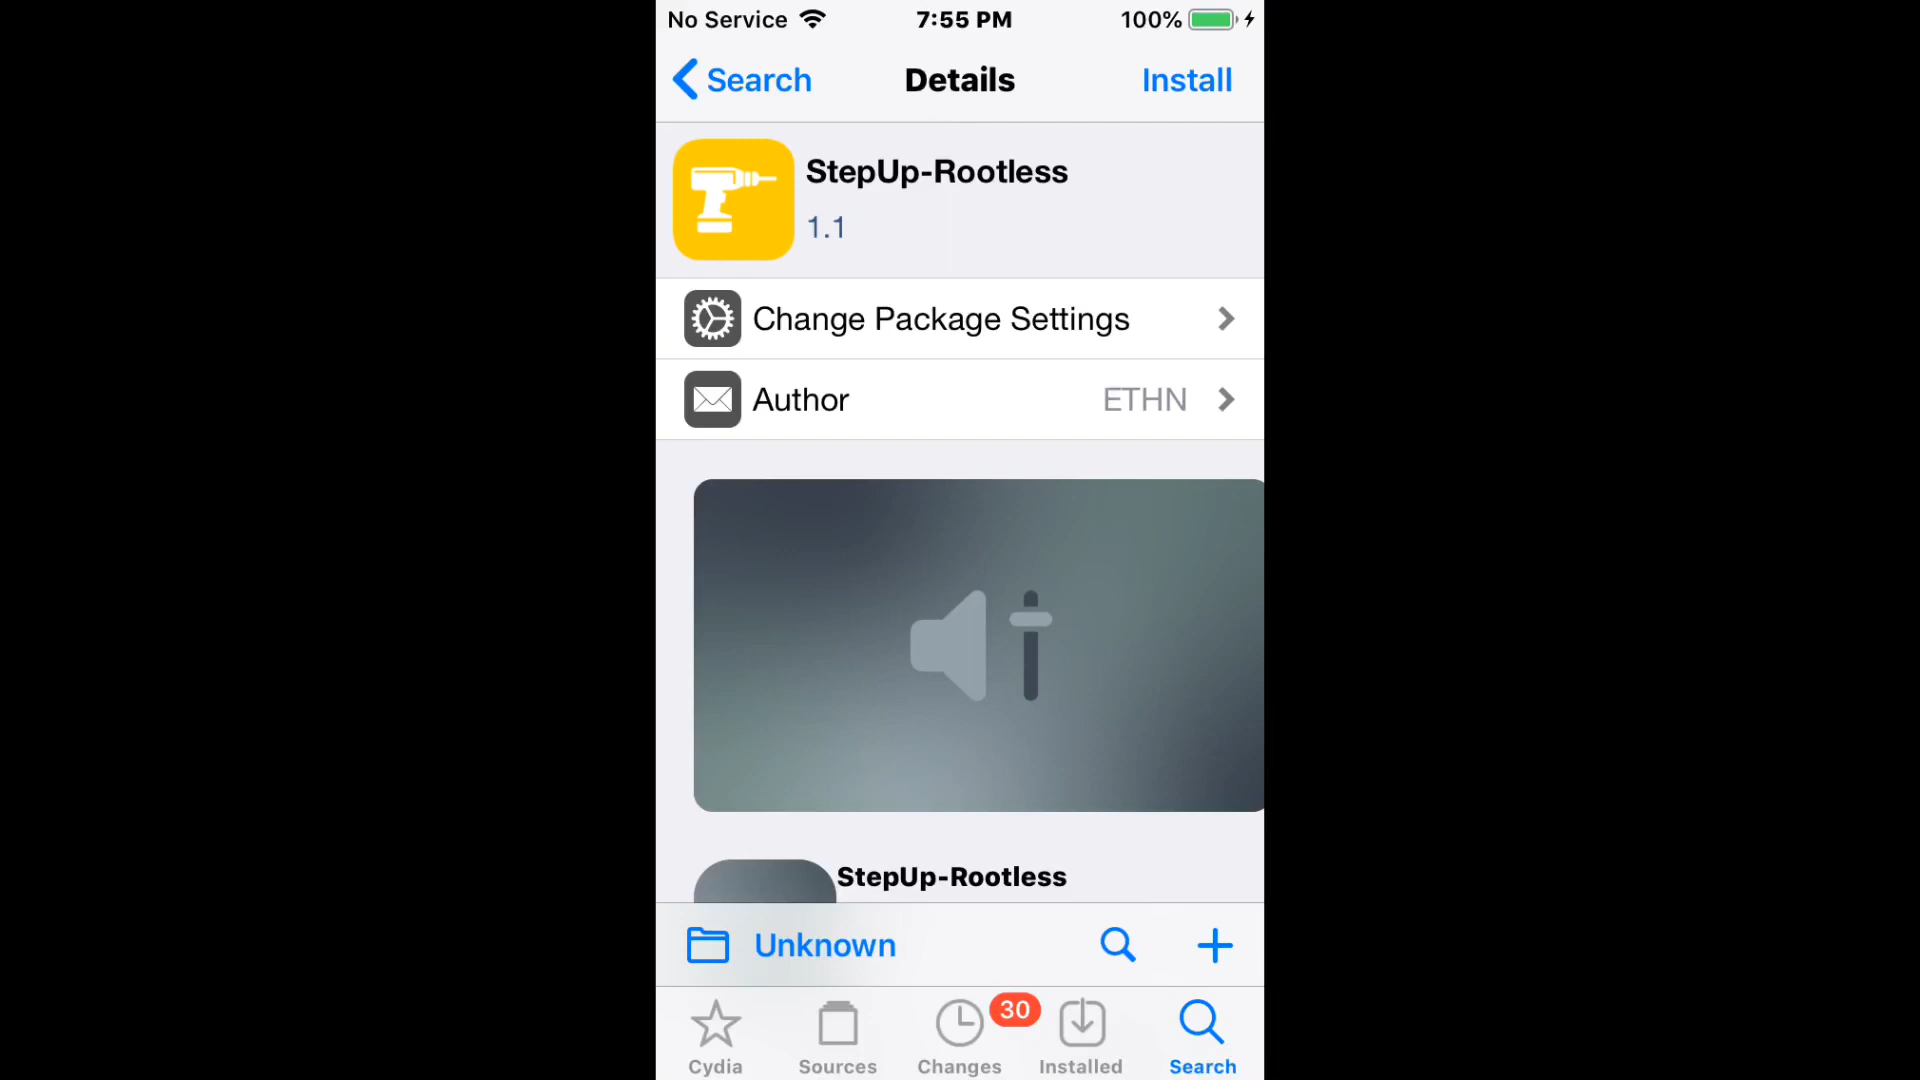 No Service 7:55 PM 100%
Search Details Install
StepUp-Rootless
1.1
Change Package Settings
Author ETHN
StepUp-Rootless
Unknown
30
Cydia Sources Changes Installed Search